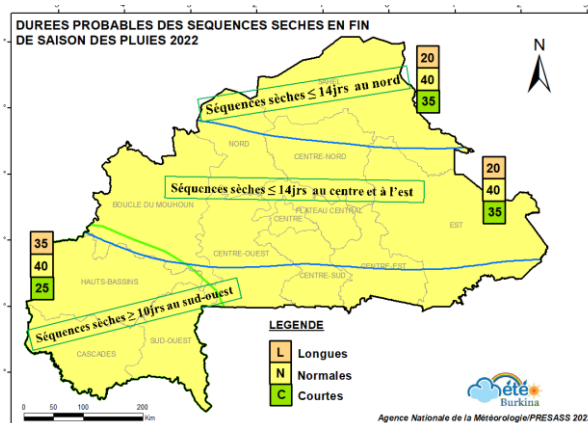 DUREES PROBABLES DES SEQUENCES SECHES EN FIN
DE SAISON DES PLUIES 2022
N
20
40
35
SAHEL
Séquences sèches ≤ 14jrs au nord
NORD
CENTRE-NORD
20
40
35
Séquences sèches ≤ 14jrs au centre et à l'est
BOUCLE DU MOUHOUN
PLATEAU CENTRAL
CENTRE
EST
35
40
25
CENTRE-OUEST
CENTRE-EST
CENTRE-SUD
HAUTS-BASSINS
Séquences sèches ≥ 10jrs au sud-ouest
SUD-OUEST
CASCADES
LEGENDE
L Longues
N Normales
C Courtes
0 50 100 200
Km
été
Burkina
Agence Nationale de la Météorologie/PRESASS 202